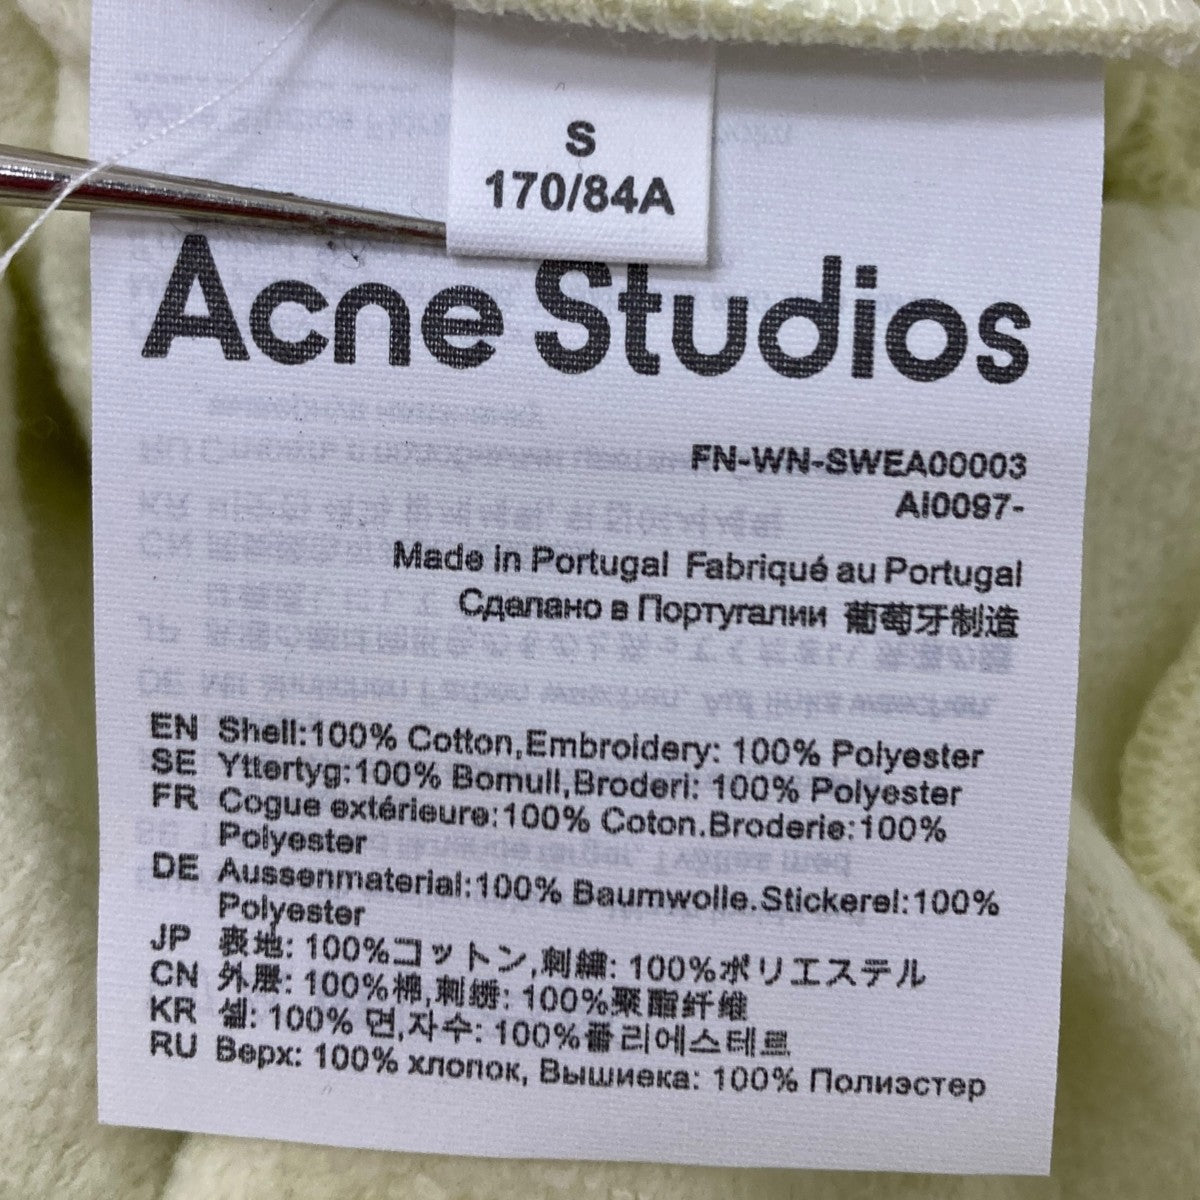 S
170/84A
Acne Studios
FN-WN-SWEA00003
AI0097-
Made in Portugal Fabriqué au Portugal
Сделано в Португалии 葡萄牙制造
EN Shell:100% Cotton,Embroidery: 100% Polyester
SE Yttertyg:100% Bomull,Broderi: 100% Polyester
FR Cogue extérieure:100% Coton.Broderie:100%
Polyester
DE Aussenmaterial:100% Baumwolle.Stickerei:100%
Polyester
JP 表地: 100%コットン,刺繍: 100%ポリエステル
CN 外层: 100%棉,刺绣: 100%聚酯纤维
KR 쉘: 100% 면,자수: 100%폴리에스테르
RU Верх: 100% хлопок, Вышивка: 100% Полиэстер